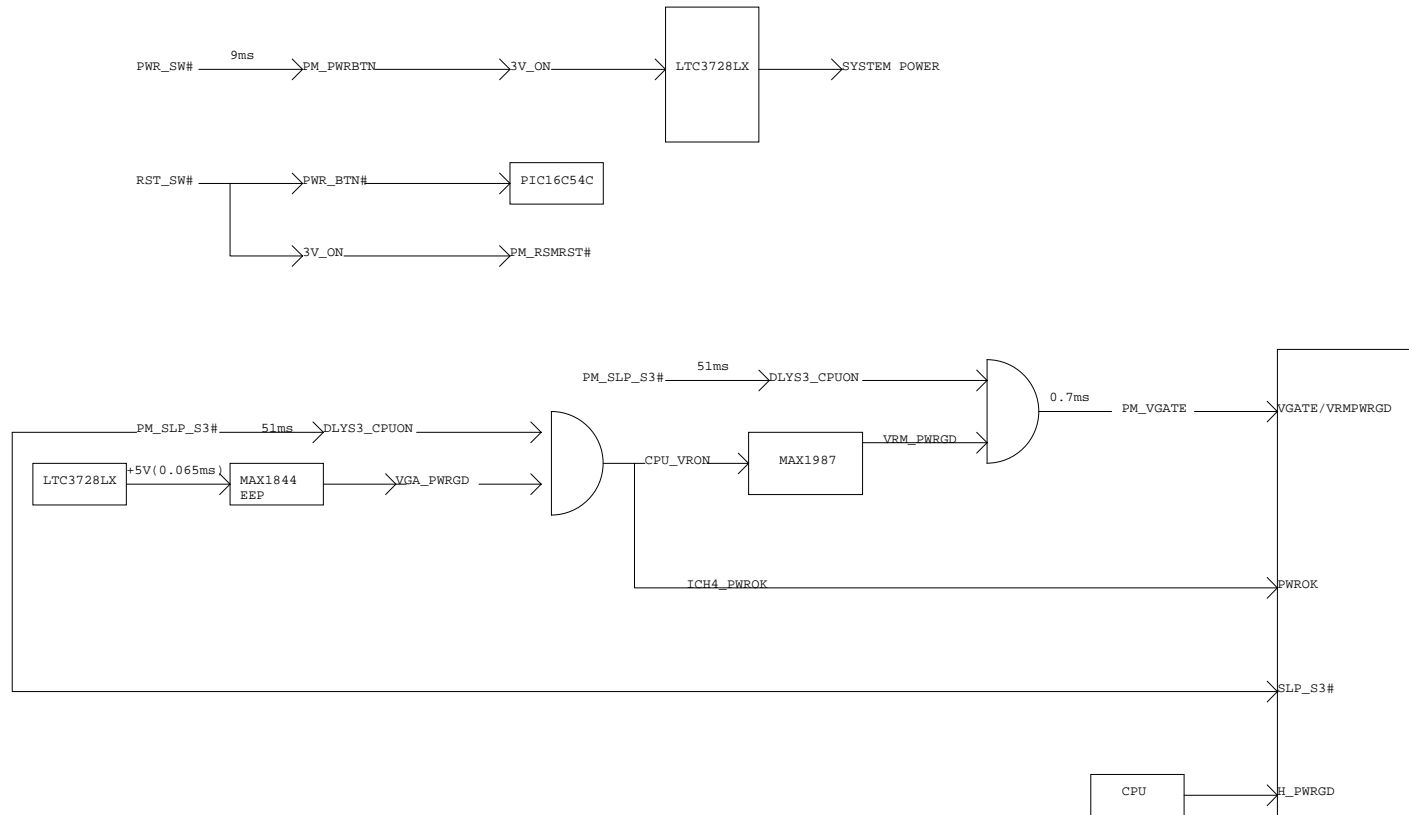 9ms
PWR_SW# PM_PWRBTN 3V_ON LTC3728LX SYSTEM POWER
RST_SW# PWR_BTN# PIC16C54C
3V_ON PM_RSMRST#
51ms
PM_SLP_S3# DLYS3_CPUON
0.7ms
PM_VGATE VGATE/VRMPWRGD
PM_SLP_S3# 51ms DLYS3_CPUON
VRM_PWRGD
CPU_VRON MAX1987
+5V(0.065ms)
LTC3728LX MAX1844 VGA_PWRGD
EEP
ICH4_PWROK PWROK
SLP_S3#
CPU H_PWRGD